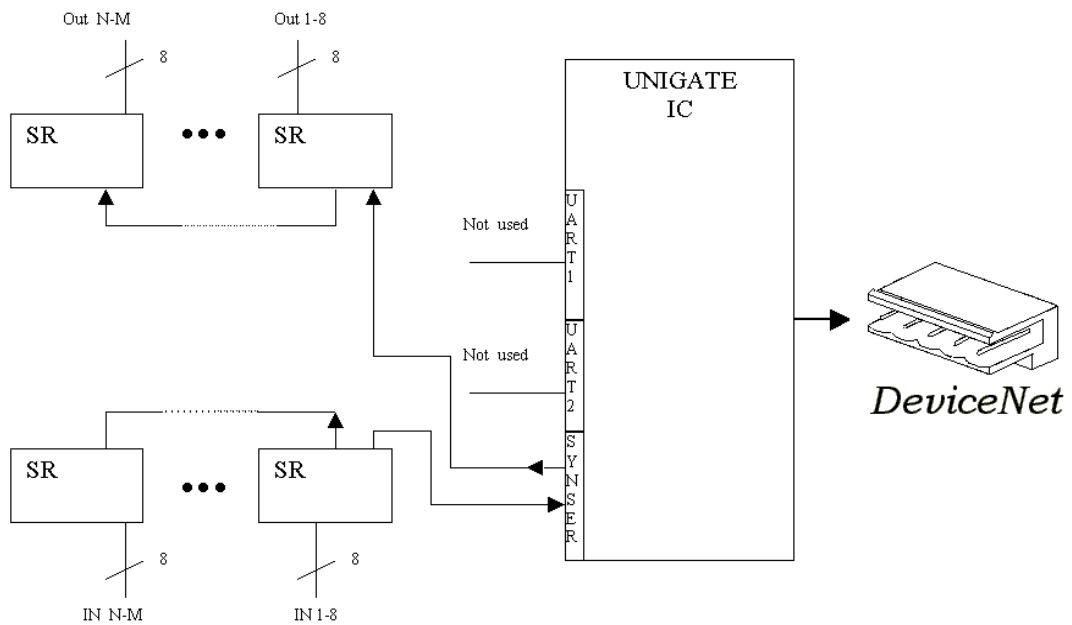 Out N-M
Out 1-8
8
8
SR
SR
UNIGATE
IC
Not used
UART1
Not used
UART2
DeviceNet
SYNSER
SR
SR
8
8
IN N-M
IN 1-8